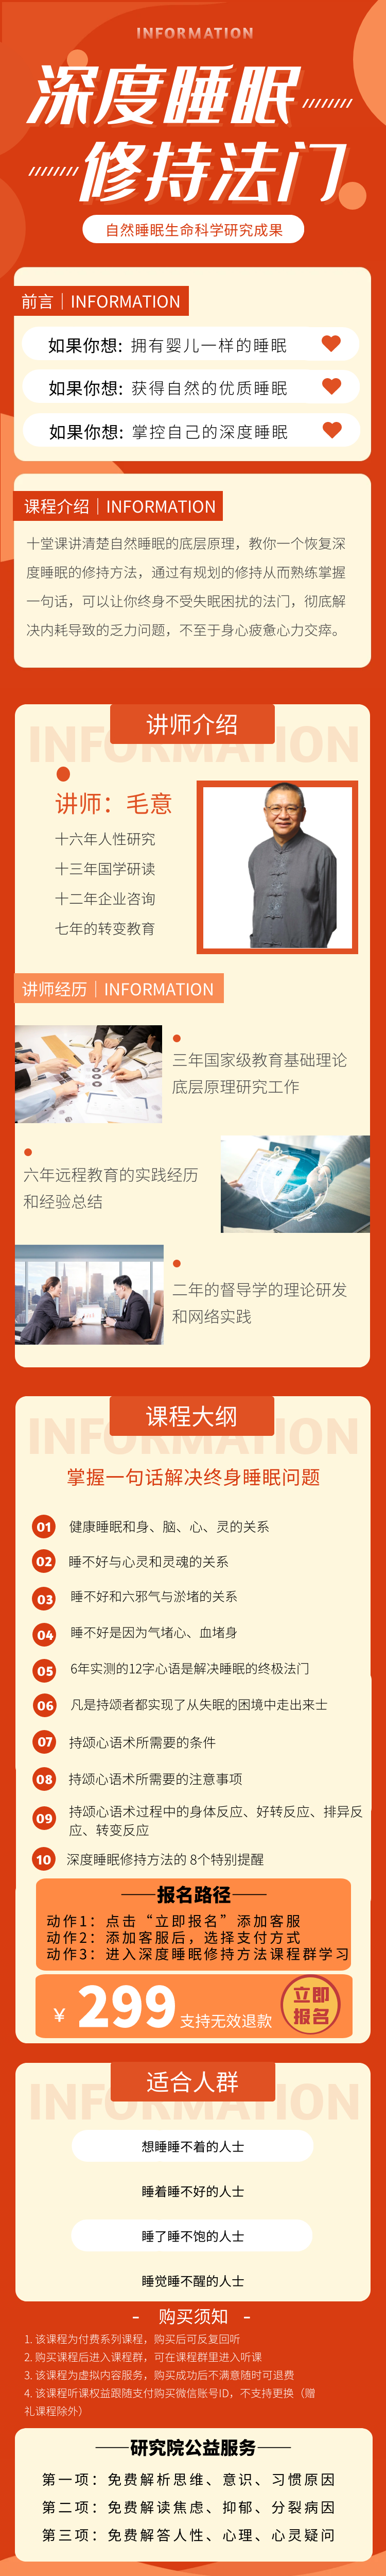 INFORMATION
深度睡眠
修持法门
自然睡眠生命科学研究成果
前言｜INFORMATION
如果你想: 拥有婴儿一样的睡眠
如果你想: 获得自然的优质睡眠
如果你想: 掌控自己的深度睡眠
课程介绍｜INFORMATION
十堂课讲清楚自然睡眠的底层原理，教你一个恢复深
度睡眠的修持方法，通过有规划的修持从而熟练掌握
一句话，可以让你终身不受失眠困扰的法门，彻底解
决内耗导致的乏力问题，不至于身心疲惫心力交瘁。
INFORMATION
讲师介绍
讲师：毛意
十六年人性研究
十三年国学研读
十二年企业咨询
七年的转变教育
讲师经历｜INFORMATION
三年国家级教育基础理论
底层原理研究工作
六年远程教育的实践经历
和经验总结
二年的督导学的理论研发
和网络实践
INFORMATION
课程大纲
掌握一句话解决终身睡眠问题
01 健康睡眠和身、脑、心、灵的关系
02 睡不好与心灵和灵魂的关系
03 睡不好和六邪气与淤堵的关系
04 睡不好是因为气堵心、血堵身
05 6年实测的12字心语是解决睡眠的终极法门
06 凡是持颂者都实现了从失眠的困境中走出来士
07 持颂心语术所需要的条件
08 持颂心语术所需要的注意事项
09 持颂心语术过程中的身体反应、好转反应、排异反
应、转变反应
10 深度睡眠修持方法的 8个特别提醒
报名路径
动作1：点击“立即报名”添加客服
动作2：添加客服后，选择支付方式
动作3：进入深度睡眠修持方法课程群学习
¥ 299 支持无效退款
立即
报名
INFORMATION
适合人群
想睡睡不着的人士
睡着睡不好的人士
睡了睡不饱的人士
睡觉睡不醒的人士
- 购买须知 -
1. 该课程为付费系列课程，购买后可反复回听
2. 购买课程后进入课程群，可在课程群里进入听课
3. 该课程为虚拟内容服务，购买成功后不满意随时可退费
4. 该课程听课权益跟随支付购买微信账号ID，不支持更换（赠
礼课程除外）
研究院公益服务
第一项：免费解析思维、意识、习惯原因
第二项：免费解读焦虑、抑郁、分裂病因
第三项：免费解答人性、心理、心灵疑问